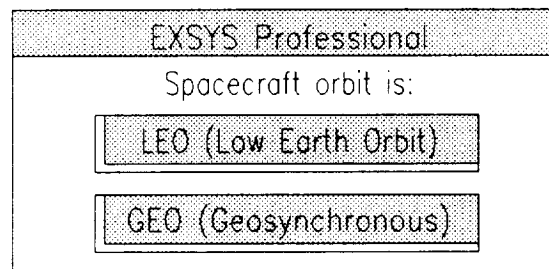 EXSYS Professional
Spacecraft orbit is:
LEO (Low Earth Orbit)
GEO (Geosynchronous)